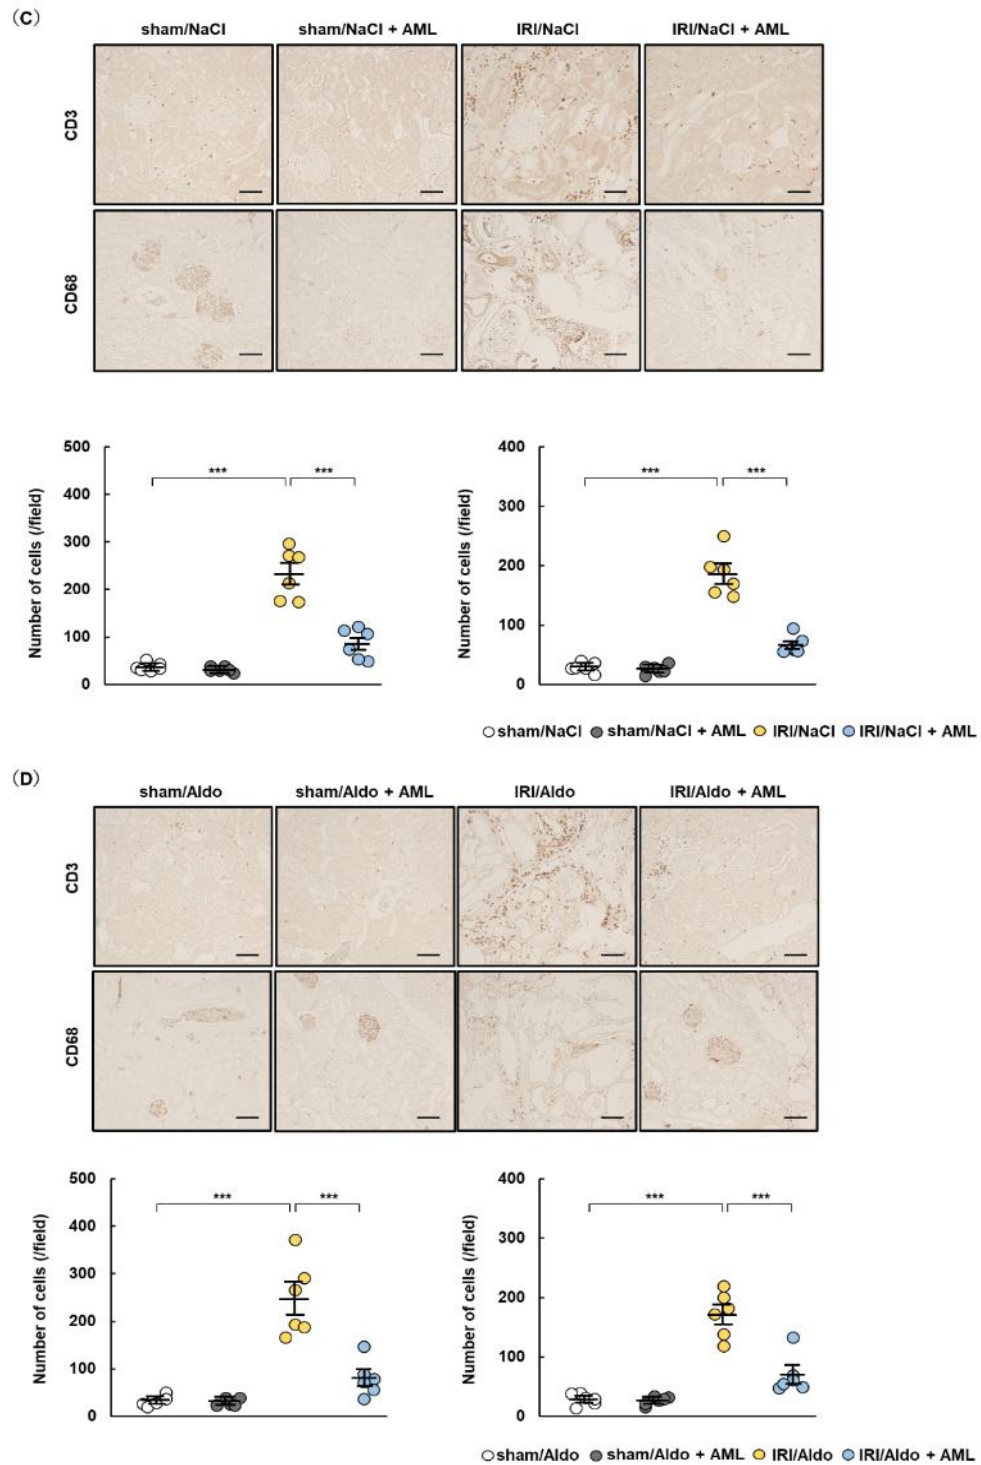 (C)
sham/NaCl sham/NaCl + AML IRI/NaCl IRI/NaCl + AML
CD3
CD68
Number of cells (/field)
500
400
300
200
100
0
*** ***
Number of cells (/field)
400
300
200
100
0
*** ***
sham/NaCl sham/NaCl + AML IRI/NaCl IRI/NaCl + AML
(D)
sham/Aldo sham/Aldo + AML IRI/Aldo IRI/Aldo + AML
CD3
CD68
Number of cells (/field)
500
400
300
200
100
0
*** ***
Number of cells (/field)
400
300
200
100
0
*** ***
sham/Aldo sham/Aldo + AML IRI/Aldo IRI/Aldo + AML